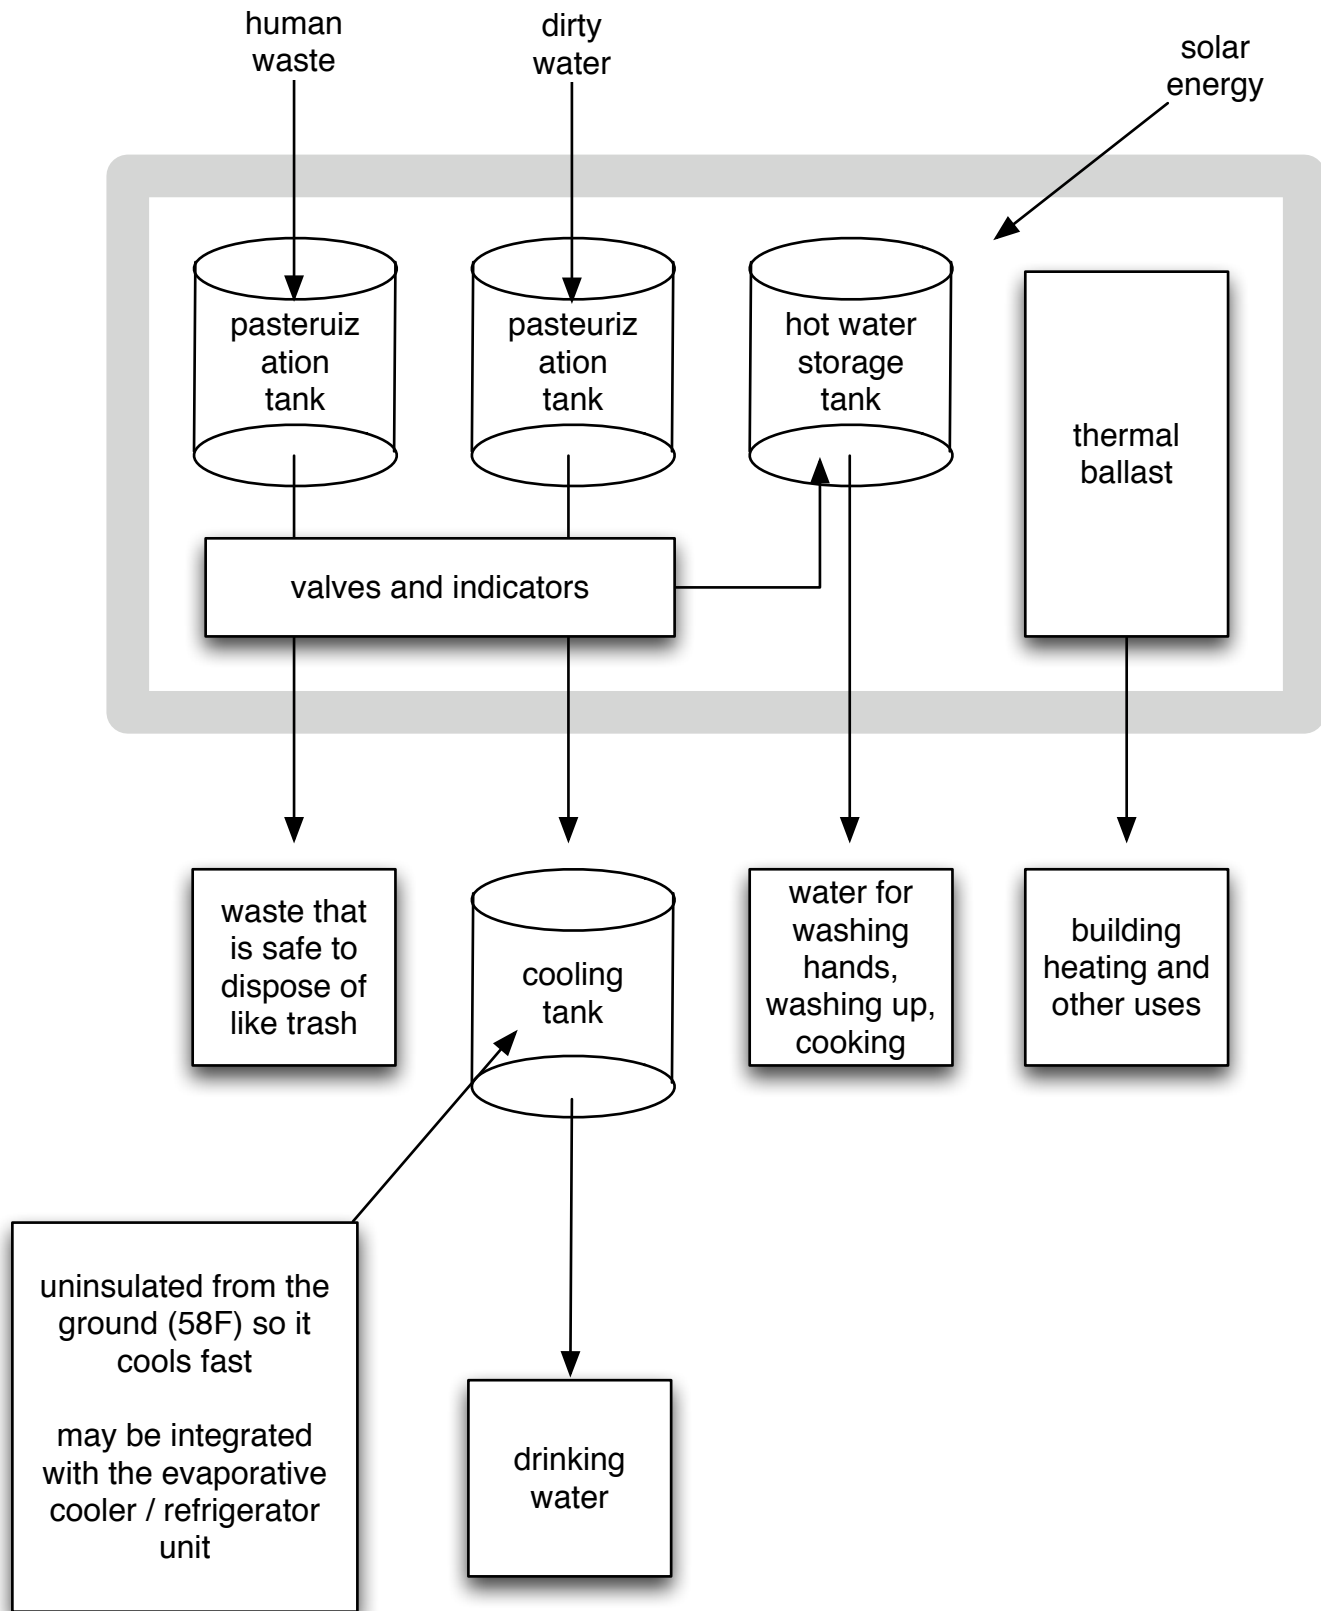 human
waste
dirty
water
solar
energy
pasteruiz
ation
tank
pasteuriz
ation
tank
hot water
storage
tank
thermal
ballast
valves and indicators
waste that
is safe to
dispose of
like trash
cooling
tank
water for
washing
hands,
washing up,
cooking
building
heating and
other uses
uninsulated from the
ground (58F) so it
cools fast
may be integrated
with the evaporative
cooler / refrigerator
unit
drinking
water